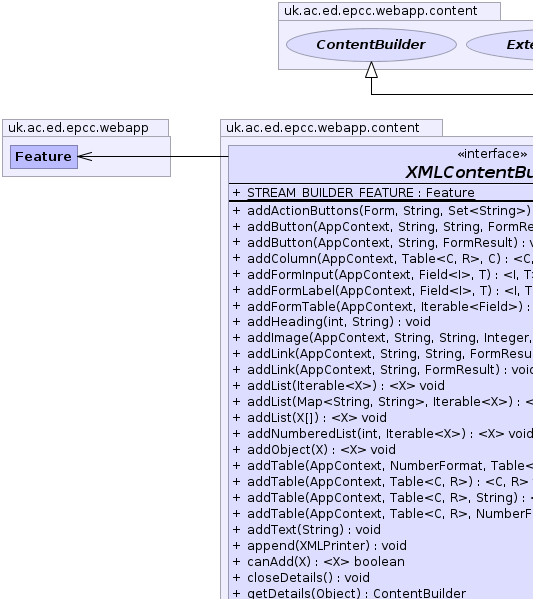 uk.ac.ed.epcc.webapp.content
ContentBuilder
uk.ac.ed.epcc.webapp
Feature
uk.ac.ed.epcc.webapp.content
«interface»
+ STREAM_BUILDER_FEATURE : Feature
+ addActionButtons(Form, String, Set<String>)
+ addButton(AppContext, String, String, FormRe
+ addButton(AppContext, String, FormResult) : v
+ addColumn(AppContext, Table<C, R>, C) : <C,
+ addFormInput(AppContext, Field<I>, T) : <I, T
+ addFormLabel(AppContext, Field<I>, T) : <I, T
+ addFormTable(AppContext, Iterable<Field>) :
+ addHeading(int, String) : void
+ addImage(AppContext, String, String, Integer,
+ addLink(AppContext, String, String, FormResu
+ addLink(AppContext, String, FormResult) : void
+ addList(Iterable<X>) : <X> void
+ addList(Map<String, String>, Iterable<X>) : <
+ addList(X[]) : <X> void
+ addNumberedList(int, Iterable<X>) : <X> void
+ addObject(X) : <X> void
+ addTable(AppContext, NumberFormat, Table<
+ addTable(AppContext, Table<C, R>) : <C, R>
+ addTable(AppContext, Table<C, R>, String) : <
+ addTable(AppContext, Table<C, R>, NumberF
+ addText(String) : void
+ append(XMLPrinter) : void
+ canAdd(X) : <X> boolean
+ closeDetails() : void
+ getDetails(Object) : ContentBuilder